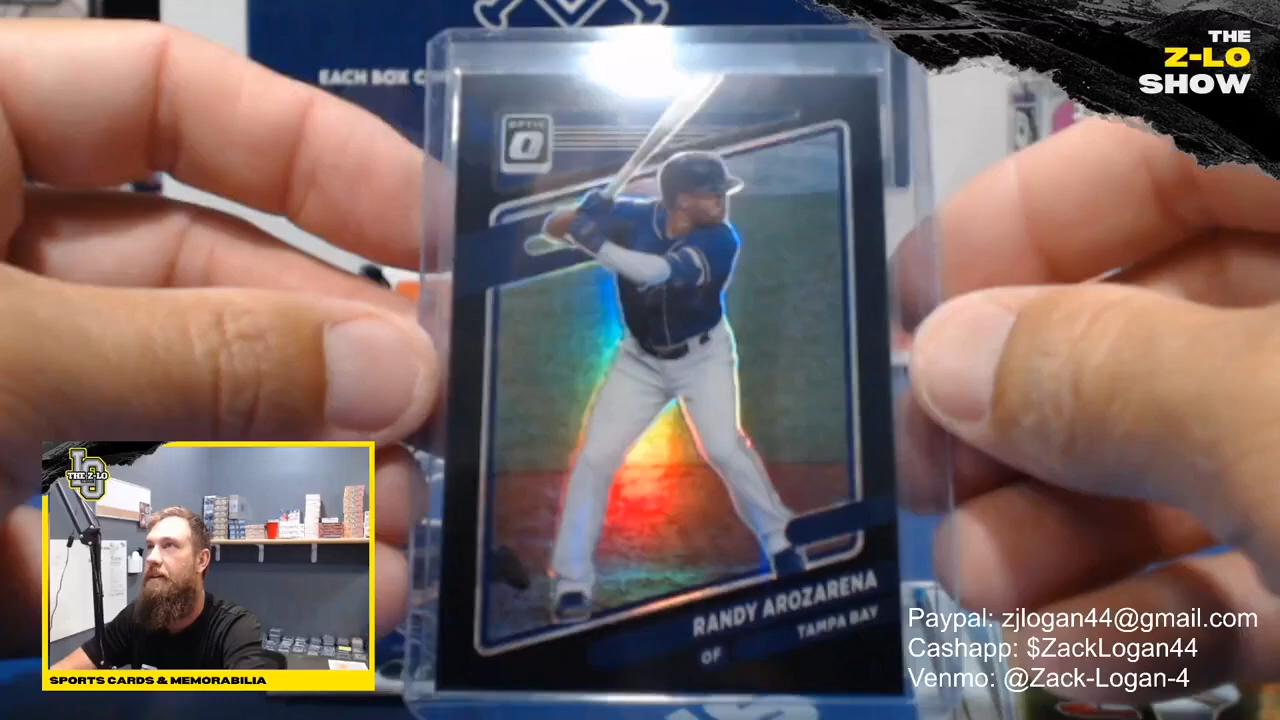 THE
Z-LO
SHOW
EACH BOX
OPTIC
RANDY AROZARENA
TAMPA BAY
OF
THE Z-LO
SPORTS CARDS & MEMORABILIA
Paypal: zjlogan44@gmail.com
Cashapp: $ZackLogan44
Venmo: @Zack-Logan-4